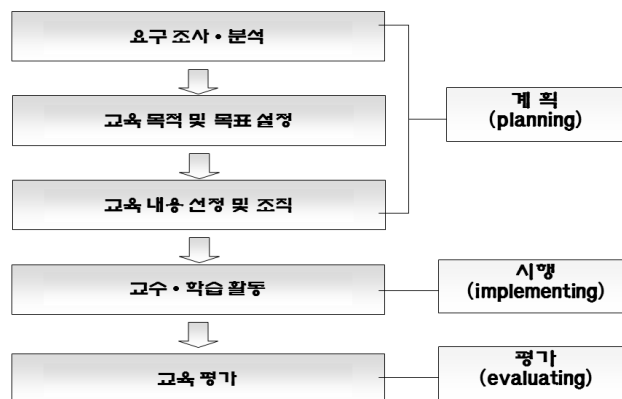 요구 조사·분석
교육 목적 및 목표 설정
계 획
(planning)
교육 내용 선정 및 조직
교수·학습 활동
시행
(implementing)
교육 평가
평가
(evaluating)